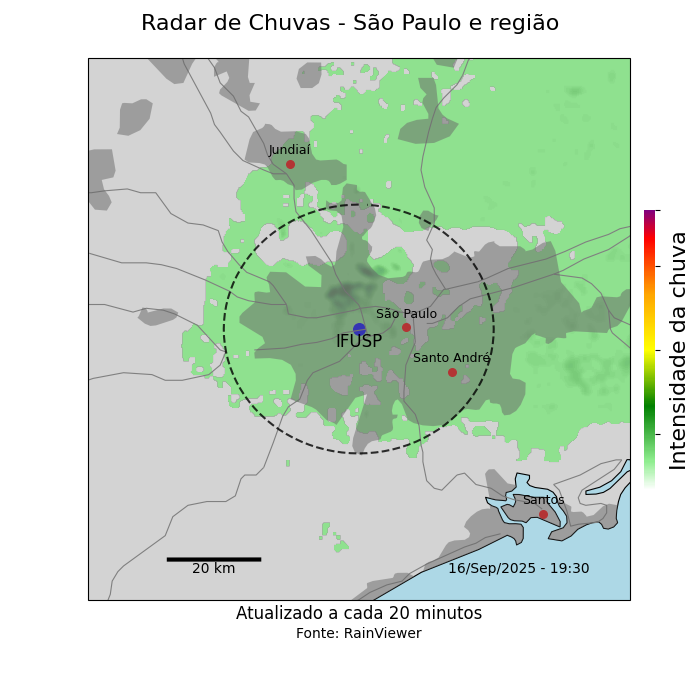 Radar de Chuvas - São Paulo e região
Jundiaí
São Paulo
IFUSP
Santo André
Santos
20 km
16/Sep/2025 - 19:30
Intensidade da chuva
Atualizado a cada 20 minutos
Fonte: RainViewer